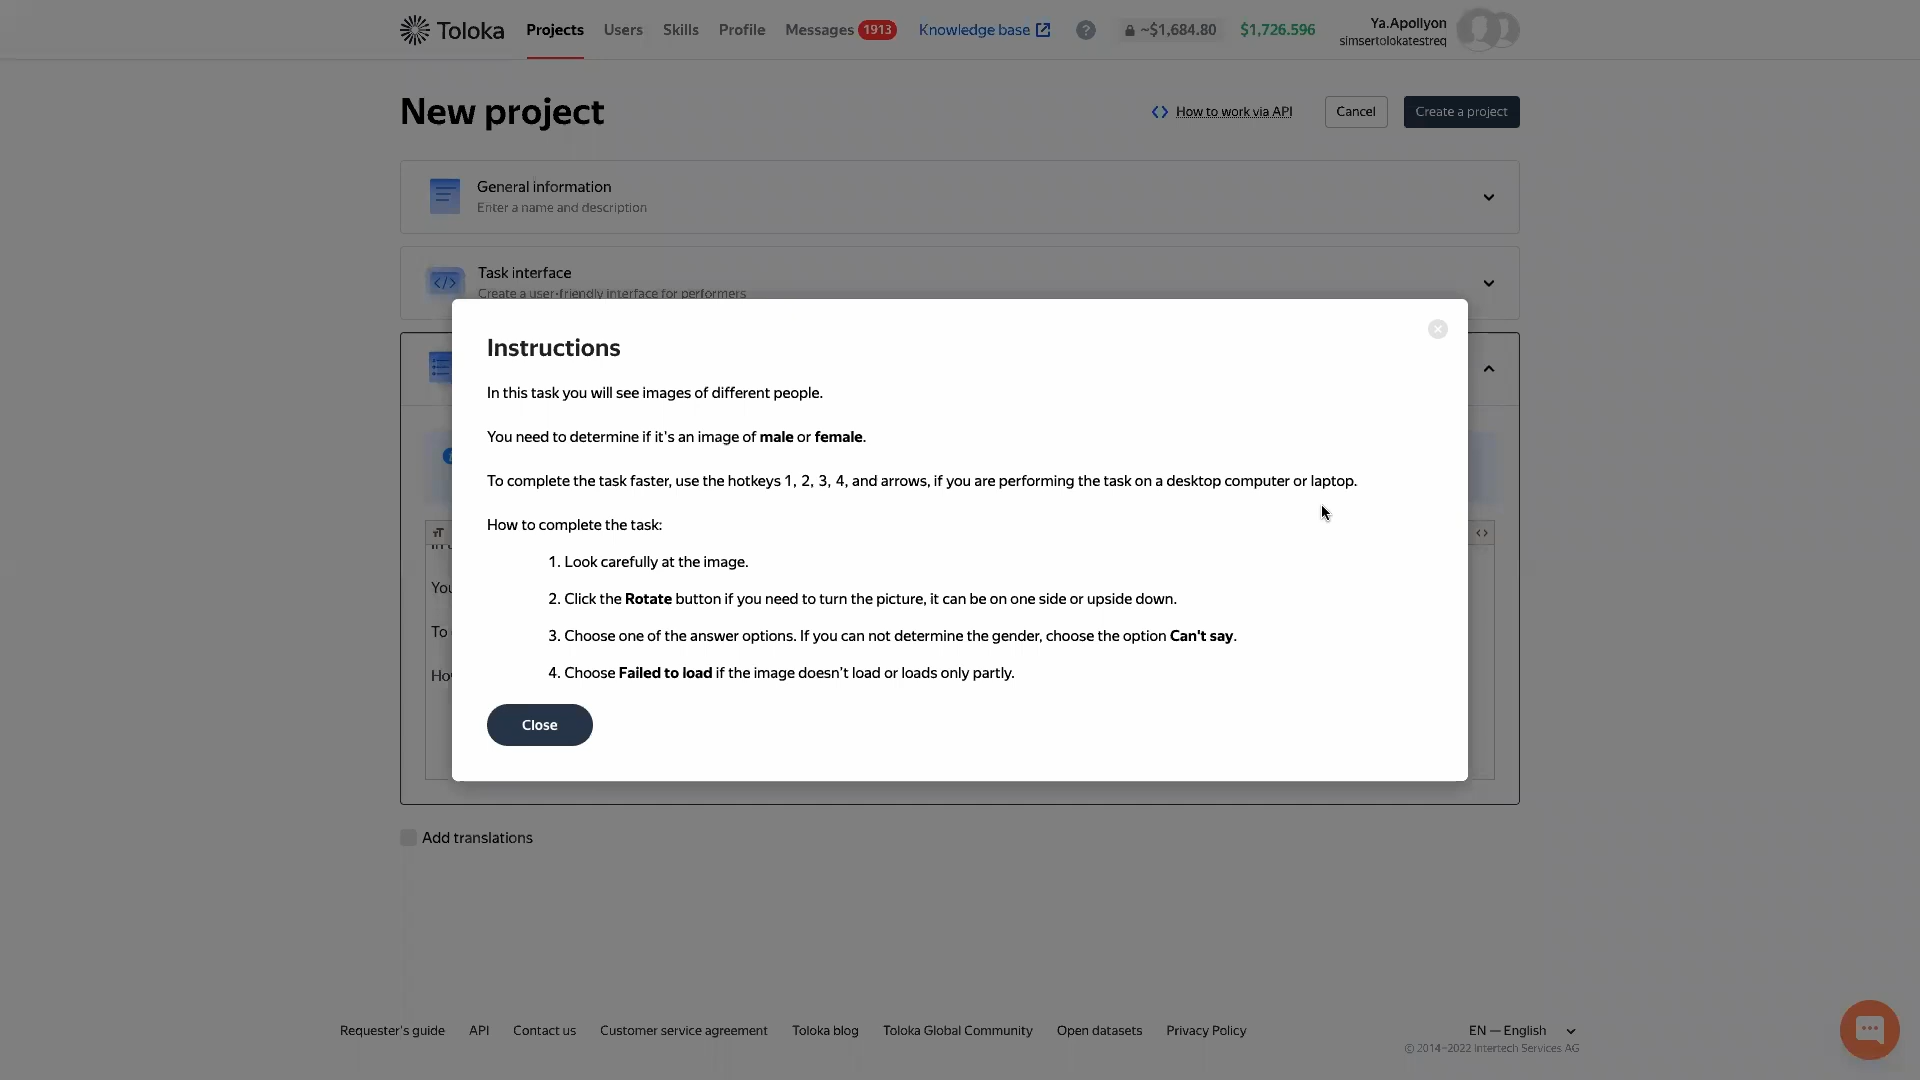 Toloka Projects Users Skills Profile Messages 1913 Knowledge base ? ~$1,684.80 $1,726.596 Ya.Apollyon
simsertolokatestreq
New project How to work via API Cancel Create a project
General information
Enter a name and description
Task interface
Create a user-friendly interface for performers
Instructions
In this task you will see images of different people.
You need to determine if it's an image of male or female.
To complete the task faster, use the hotkeys 1, 2, 3, 4, and arrows, if you are performing the task on a desktop computer or laptop.
How to complete the task:
1. Look carefully at the image.
2. Click the Rotate button if you need to turn the picture, it can be on one side or upside down.
3. Choose one of the answer options. If you can not determine the gender, choose the option Can't say.
4. Choose Failed to load if the image doesn't load or loads only partly.
Close
You
To
Ho
Add translations
Requester's guide API Contact us Customer service agreement Toloka blog Toloka Global Community Open datasets Privacy Policy EN — English
© 2014–2022 Intertech Services AG